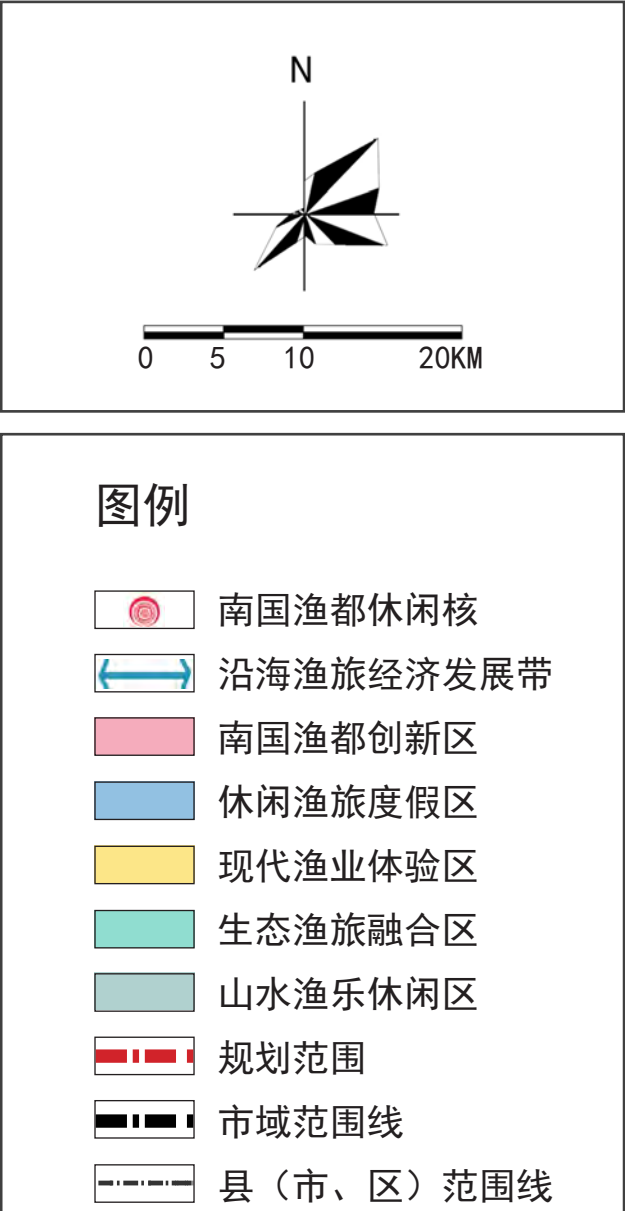 N
0 5 10 20KM
图例
南国渔都休闲核
沿海渔旅经济发展带
南国渔都创新区
休闲渔旅度假区
现代渔业体验区
生态渔旅融合区
山水渔乐休闲区
规划范围
市域范围线
县（市、区）范围线